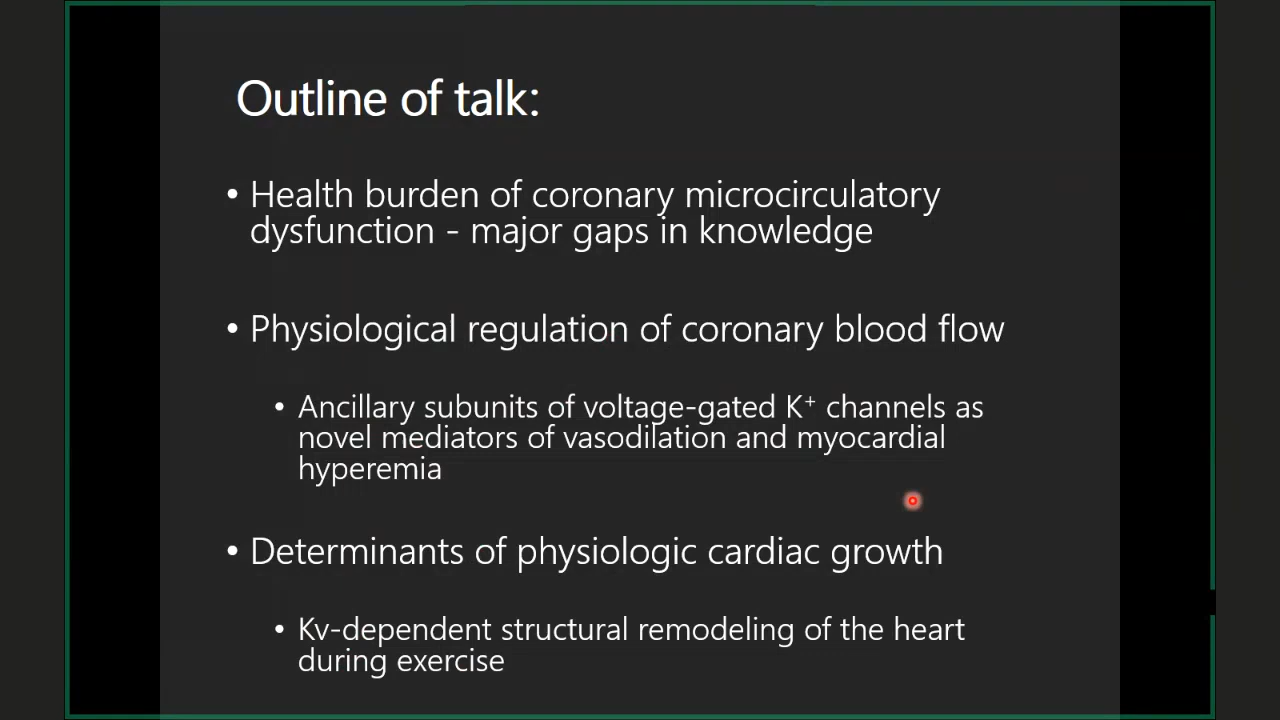 Outline of talk:
• Health burden of coronary microcirculatory
dysfunction - major gaps in knowledge
• Physiological regulation of coronary blood flow
• Ancillary subunits of voltage-gated K⁺ channels as
novel mediators of vasodilation and myocardial
hyperemia
• Determinants of physiologic cardiac growth
• Kv-dependent structural remodeling of the heart
during exercise